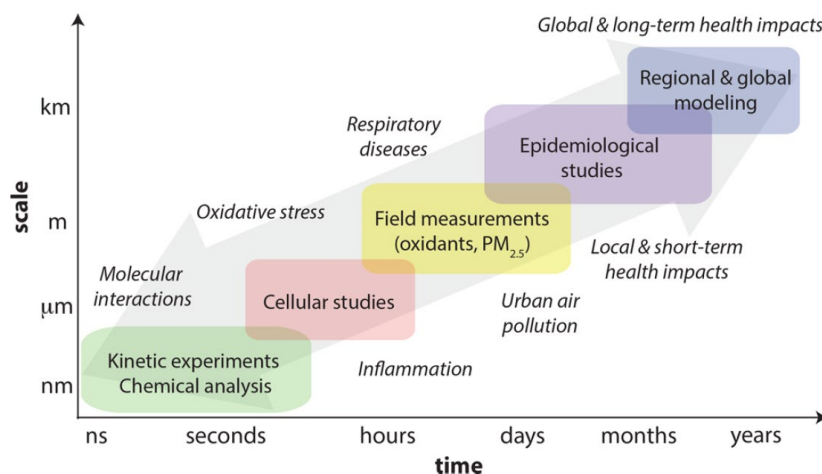 Global & long-term health impacts
Regional & global
modeling
km
Respiratory
diseases
Epidemiological
studies
scale
m
Oxidative stress
Field measurements
(oxidants, PM2.5)
Local & short-term
health impacts
Molecular
interactions
μm
Cellular studies
Urban air
pollution
Kinetic experiments
Chemical analysis
Inflammation
nm
ns seconds hours days months years
time